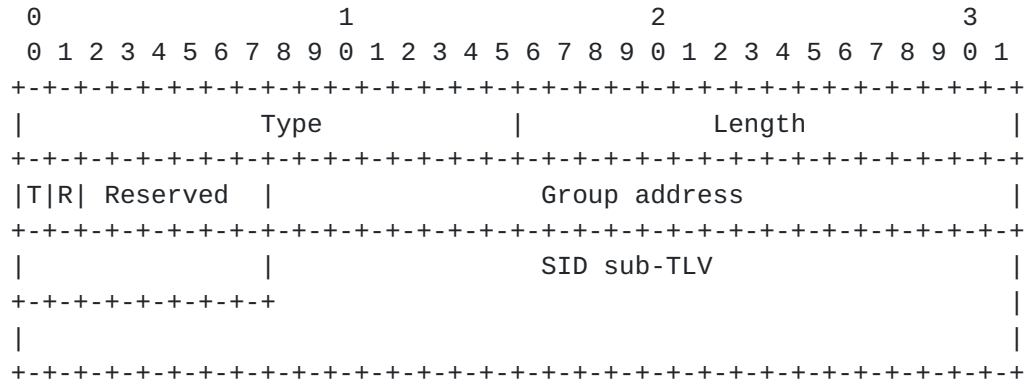 0                   1                   2                   3
 0 1 2 3 4 5 6 7 8 9 0 1 2 3 4 5 6 7 8 9 0 1 2 3 4 5 6 7 8 9 0 1
+-+-+-+-+-+-+-+-+-+-+-+-+-+-+-+-+-+-+-+-+-+-+-+-+-+-+-+-+-+-+-+-+
|               Type            |            Length             |
+-+-+-+-+-+-+-+-+-+-+-+-+-+-+-+-+-+-+-+-+-+-+-+-+-+-+-+-+-+-+-+-+
|T|R| Reserved  |                 Group address                 |
+-+-+-+-+-+-+-+-+-+-+-+-+-+-+-+-+-+-+-+-+-+-+-+-+-+-+-+-+-+-+-+-+
|               |                 SID sub-TLV                   |
+-+-+-+-+-+-+-+-+                                               |
|                                                               |
+-+-+-+-+-+-+-+-+-+-+-+-+-+-+-+-+-+-+-+-+-+-+-+-+-+-+-+-+-+-+-+-+